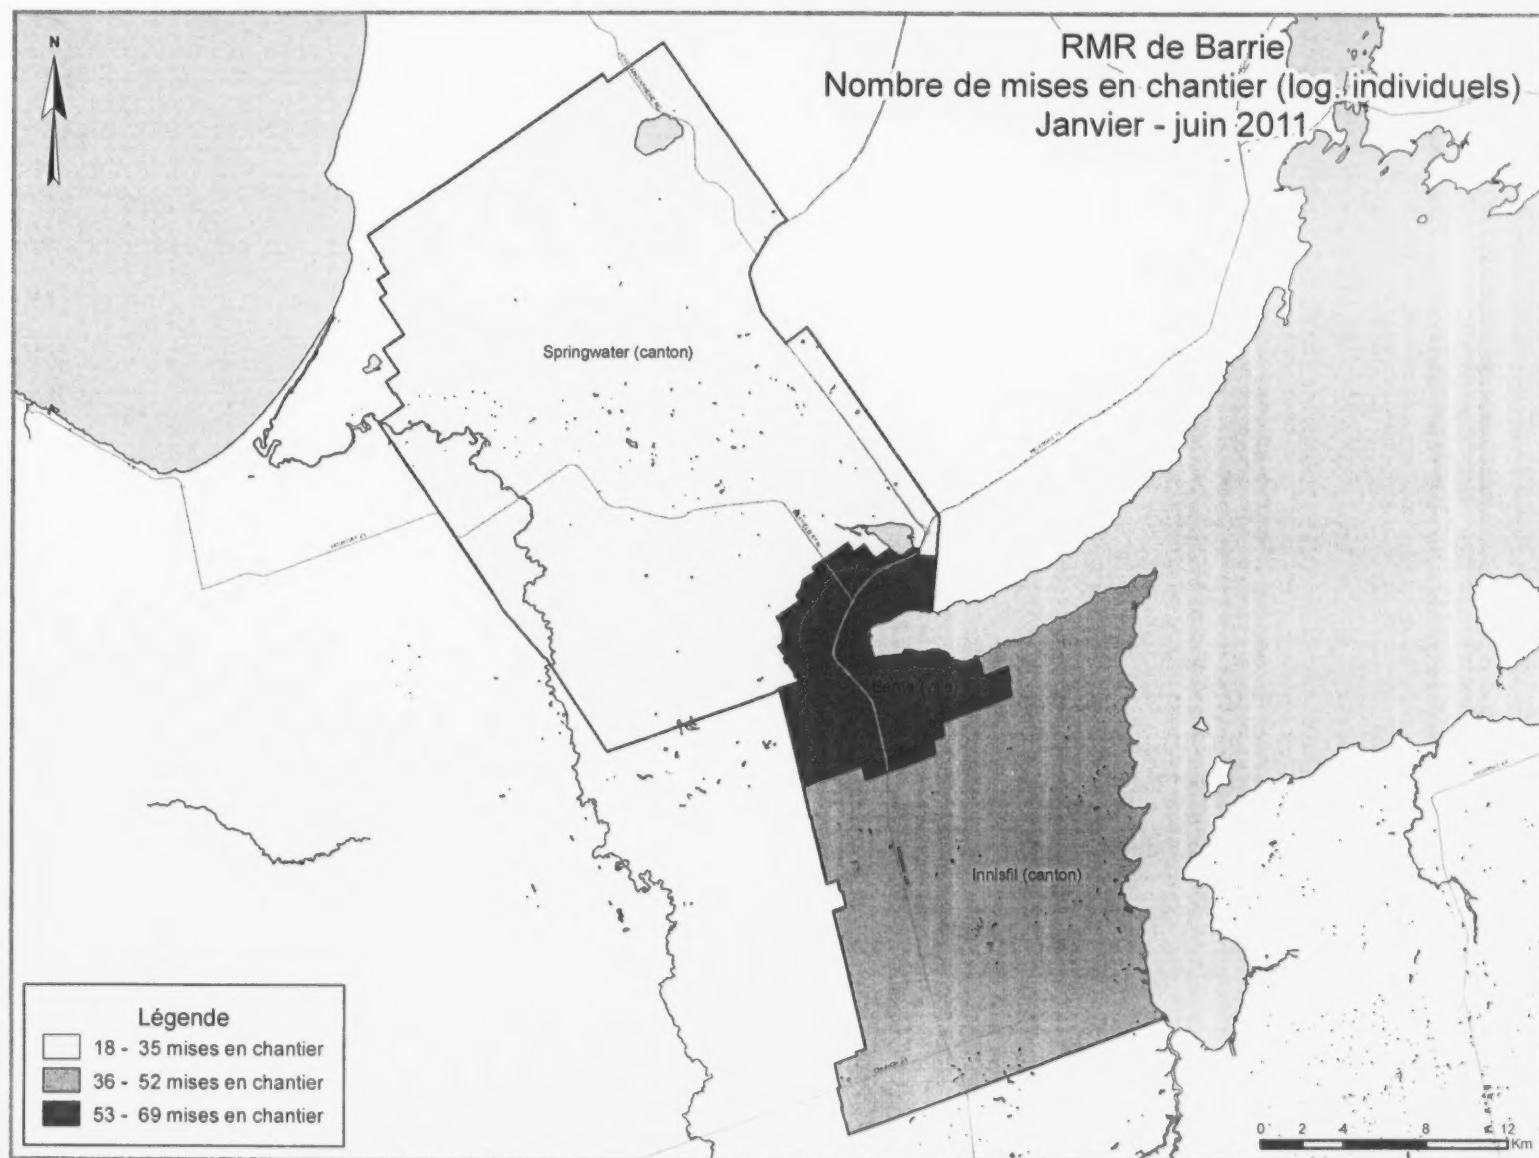 N
RMR de Barrie
Nombre de mises en chantier (log. individuels)
Janvier - juin 2011
Springwater (canton)
Barrie (ville)
Innisfil (canton)
Légende
18 - 35 mises en chantier
36 - 52 mises en chantier
53 - 69 mises en chantier
0 2 4 8 12
Km